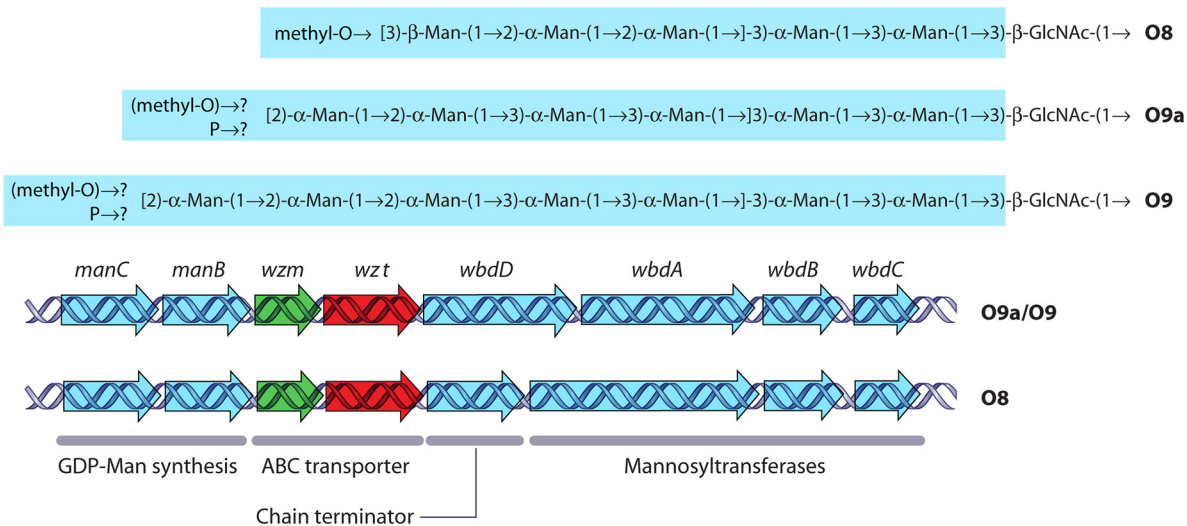 methyl-O→ [3)-β-Man-(1→2)-α-Man-(1→2)-α-Man-(1→]-3)-α-Man-(1→3)-α-Man-(1→3)-β-GlcNAc-(1→ O8
(methyl-O)→?
P→?
[2)-α-Man-(1→2)-α-Man-(1→3)-α-Man-(1→3)-α-Man-(1→]3)-α-Man-(1→3)-α-Man-(1→3)-β-GlcNAc-(1→ O9a
(methyl-O)→?
P→?
[2)-α-Man-(1→2)-α-Man-(1→2)-α-Man-(1→3)-α-Man-(1→3)-α-Man-(1→]-3)-α-Man-(1→3)-α-Man-(1→3)-β-GlcNAc-(1→ O9
manC manB wzm wzt wbdD wbdA wbdB wbdC
O9a/O9
O8
GDP-Man synthesis ABC transporter Mannosyltransferases
Chain terminator